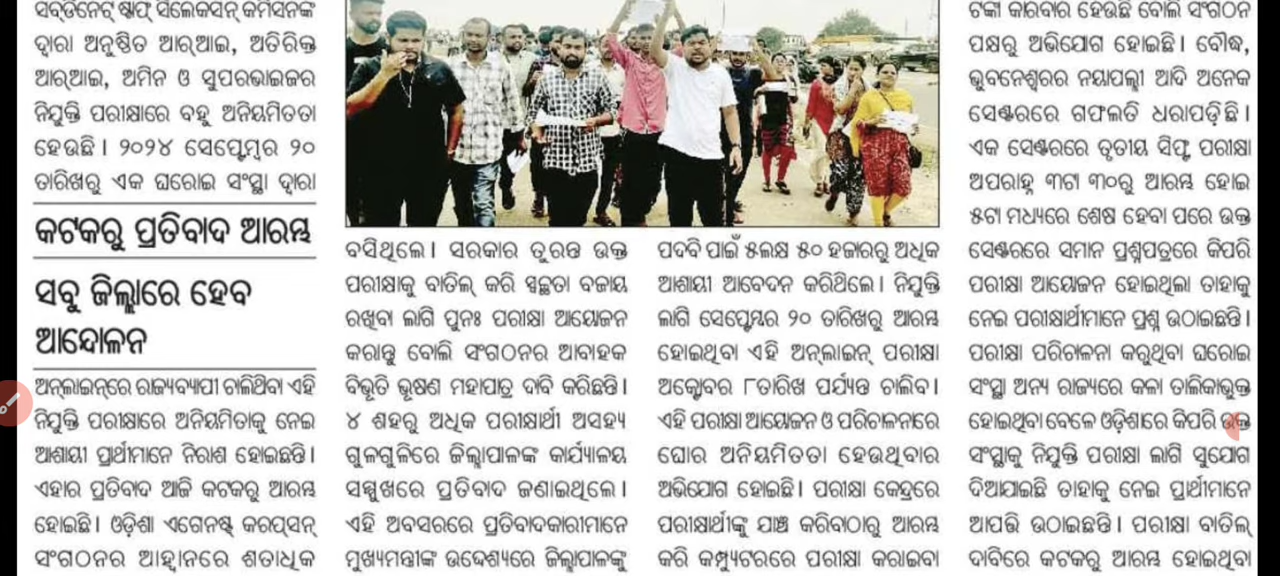 ସବ୍‌ଡିନେଟ୍ ଷ୍ଟାଫ୍ ସିଲେକସନ୍ କମିସନଙ୍କ
ଦ୍ୱାରା ଅନୁଷ୍ଠିତ ଆର୍‌ଆଇ, ଅତିରିକ୍ତ
ଆର୍‌ଆଇ, ଅମିନ ଓ ସୁପରଭାଇଜର
ନିଯୁକ୍ତି ପରୀକ୍ଷାରେ ବହୁ ଅନିୟମିତତା
ହେଉଛି। ୨୦୨୪ ସେପ୍ଟେମ୍ବର ୨୦
ତାରିଖରୁ ଏକ ଘରୋଇ ସଂସ୍ଥା ଦ୍ୱାରା
କଟକରୁ ପ୍ରତିବାଦ ଆରମ୍ଭ
ସବୁ ଜିଲ୍ଲାରେ ହେବ
ଆନ୍ଦୋଳନ
ଅନ୍‌ଲାଇନ୍‌ରେ ରାଜ୍ୟବ୍ୟାପୀ ଚାଲିଥିବା ଏହି
ନିଯୁକ୍ତି ପରୀକ୍ଷାରେ ଅନିୟମିତାକୁ ନେଇ
ଆଶାୟୀ ପ୍ରାର୍ଥୀମାନେ ନିରାଶ ହୋଇଛନ୍ତି।
ଏହାର ପ୍ରତିବାଦ ଆଜି କଟକରୁ ଆରମ୍ଭ
ହୋଇଛି। ଓଡ଼ିଶା ଏଗେନଷ୍ଟ୍ କରପ୍‌ସନ୍
ସଂଗଠନର ଆହ୍ୱାନରେ ଶତାଧିକ
ବସିଥିଲେ। ସରକାର ତୁରନ୍ତ ଉକ୍ତ
ପରୀକ୍ଷାକୁ ବାତିଲ୍ କରି ସ୍ୱଚ୍ଛତା ବଜାୟ
ରଖିବା ଲାଗି ପୁନଃ ପରୀକ୍ଷା ଆୟୋଜନ
କରାନ୍ତୁ ବୋଲି ସଂଗଠନର ଆବାହକ
ବିଭୂତି ଭୂଷଣ ମହାପାତ୍ର ଦାବି କରିଛନ୍ତି।
୪ ଶହରୁ ଅଧିକ ପରୀକ୍ଷାର୍ଥୀ ଅସହ୍ୟ
ଗୁଳଗୁଳିରେ ଜିଲ୍ଲାପାଳଙ୍କ କାର୍ଯ୍ୟାଳୟ
ସମ୍ମୁଖରେ ପ୍ରତିବାଦ ଜଣାଇଥିଲେ।
ଏହି ଅବସରରେ ପ୍ରତିବାଦକାରୀମାନେ
ମୁଖ୍ୟମନ୍ତ୍ରୀଙ୍କ ଉଦ୍ଦେଶ୍ୟରେ ଜିଲ୍ଲାପାଳଙ୍କୁ
ପଦବି ପାଇଁ ୫ଲକ୍ଷ ୫୦ ହଜାରରୁ ଅଧିକ
ଆଶାୟୀ ଆବେଦନ କରିଥିଲେ। ନିଯୁକ୍ତି
ଲାଗି ସେପ୍ଟେମ୍ବର ୨୦ ତାରିଖରୁ ଆରମ୍ଭ
ହୋଇଥିବା ଏହି ଅନ୍‌ଲାଇନ୍ ପରୀକ୍ଷା
ଅକ୍ଟୋବର ୮ତାରିଖ ପର୍ଯ୍ୟନ୍ତ ଚାଲିବ।
ଏହି ପରୀକ୍ଷା ଆୟୋଜନ ଓ ପରିଚାଳନାରେ
ଘୋର ଅନିୟମିତତା ହେଉଥିବାର
ଅଭିଯୋଗ ହୋଇଛି। ପରୀକ୍ଷା କେନ୍ଦ୍ରରେ
ପରୀକ୍ଷାର୍ଥୀଙ୍କୁ ଯାଞ୍ଚ କରିବାଠାରୁ ଆରମ୍ଭ
କରି କମ୍ପ୍ୟୁଟରରେ ପରୀକ୍ଷା କରାଇବା
ଟଙ୍କା କାରବାର ହେଉଛି ବୋଲି ସଂଗଠନ
ପକ୍ଷରୁ ଅଭିଯୋଗ ହୋଇଛି। ବୌଦ୍ଧ,
ଭୁବନେଶ୍ୱରର ନୟାପଲ୍ଲୀ ଆଦି ଅନେକ
ସେଣ୍ଟରରେ ଗଫଲତି ଧରାପଡ଼ିଛି।
ଏକ ସେଣ୍ଟରରେ ତୃତୀୟ ସିଫ୍ଟ ପରୀକ୍ଷା
ଅପରାହ୍ନ ୩ଟା ୩୦ରୁ ଆରମ୍ଭ ହୋଇ
୫ଟା ମଧ୍ୟରେ ଶେଷ ହେବା ପରେ ଉକ୍ତ
ସେଣ୍ଟରରେ ସମାନ ପ୍ରଶ୍ନପତ୍ରରେ କିପରି
ପରୀକ୍ଷା ଆୟୋଜନ ହୋଇଥିଲା ତାହାକୁ
ନେଇ ପରୀକ୍ଷାର୍ଥୀମାନେ ପ୍ରଶ୍ନ ଉଠାଇଛନ୍ତି।
ପରୀକ୍ଷା ପରିଚାଳନା କରୁଥିବା ଘରୋଇ
ସଂସ୍ଥା ଅନ୍ୟ ରାଜ୍ୟରେ କଳା ତାଲିକାଭୁକ୍ତ
ହୋଇଥିବା ବେଳେ ଓଡ଼ିଶାରେ କିପରି ଉକ୍ତ
ସଂସ୍ଥାକୁ ନିଯୁକ୍ତି ପରୀକ୍ଷା ଲାଗି ସୁଯୋଗ
ଦିଆଯାଇଛି ତାହାକୁ ନେଇ ପ୍ରାର୍ଥୀମାନେ
ଆପତ୍ତି ଉଠାଇଛନ୍ତି। ପରୀକ୍ଷା ବାତିଲ୍
ଦାବିରେ କଟକରୁ ଆରମ୍ଭ ହୋଇଥିବା